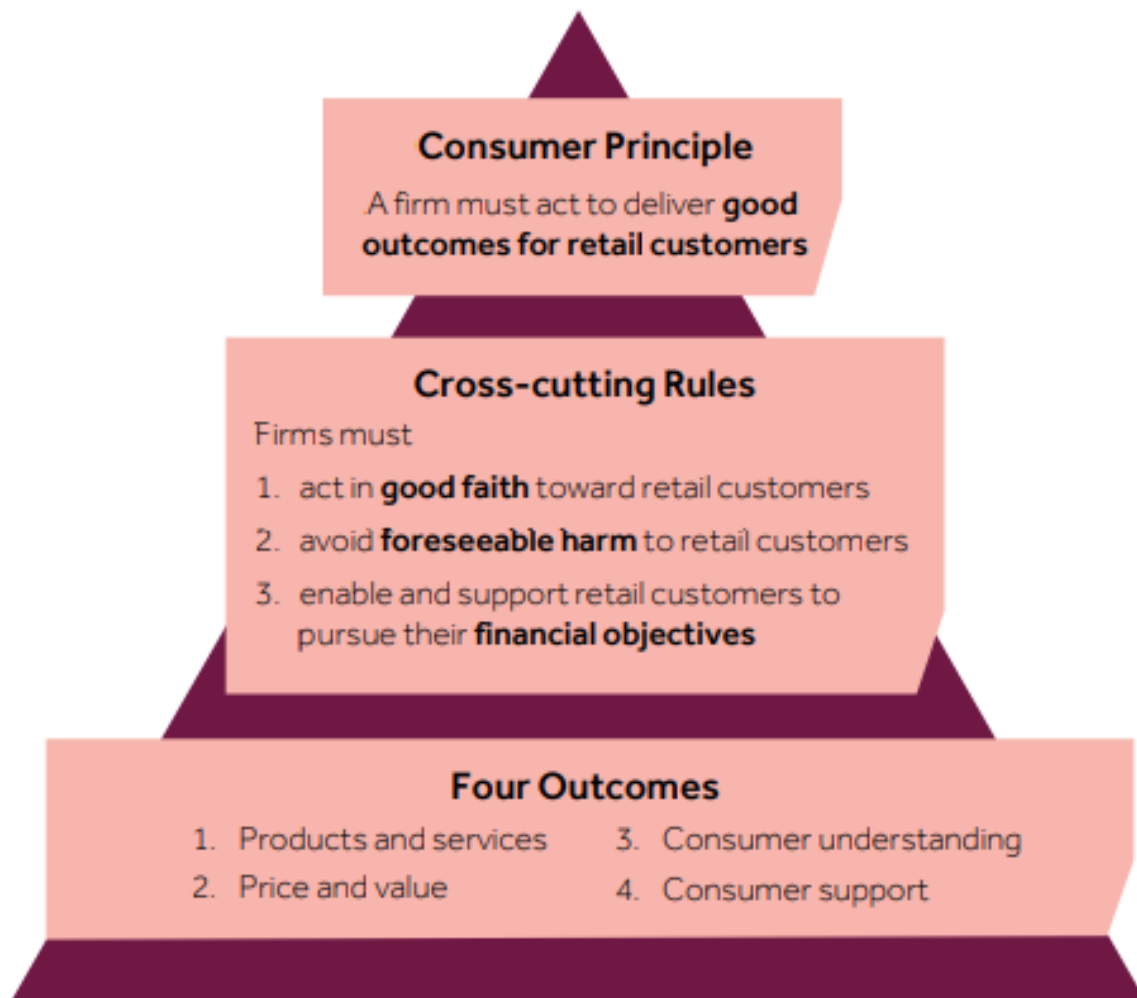 Consumer Principle
A firm must act to deliver good
outcomes for retail customers
Cross-cutting Rules
Firms must
1. act in good faith toward retail customers
2. avoid foreseeable harm to retail customers
3. enable and support retail customers to
pursue their financial objectives
Four Outcomes
1. Products and services
2. Price and value
3. Consumer understanding
4. Consumer support